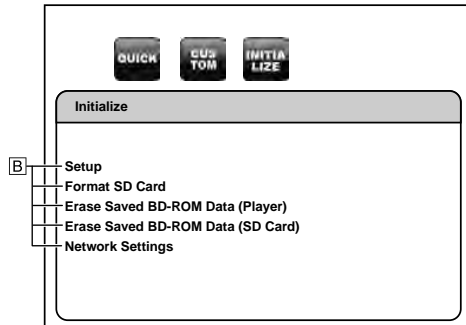 QUICK
CUS
TOM
INITIA
LIZE
Initialize
B
Setup
Format SD Card
Erase Saved BD-ROM Data (Player)
Erase Saved BD-ROM Data (SD Card)
Network Settings